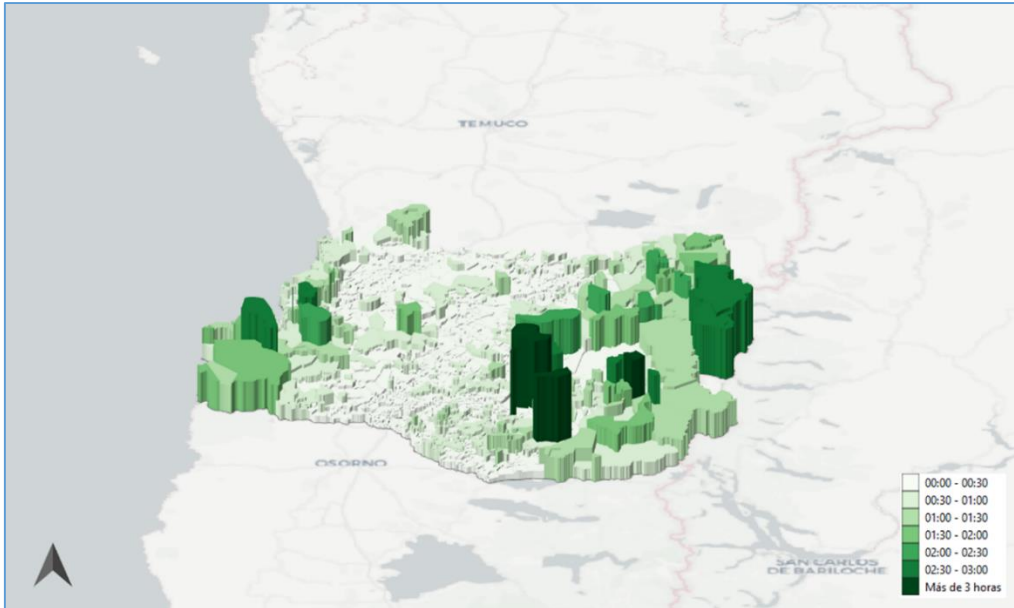 TEMUCO
OSORNO
SAN CARLOS
DE BARILOCHE
00:00 - 00:30
00:30 - 01:00
01:00 - 01:30
01:30 - 02:00
02:00 - 02:30
02:30 - 03:00
Más de 3 horas